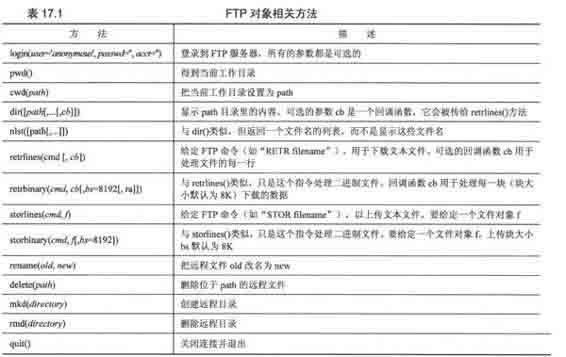 表 17.1 FTP 对象相关方法
方 法 描 述
login(user='anonymous', passwd='', acct='') 登录到 FTP 服务器，所有的参数都是可选的
pwd() 得到当前工作目录
cwd(path) 把当前工作目录设置为 path
dir([path[,...[,cb]]) 显示 path 目录里的内容，可选的参数 cb 是一个回调函数，它会被传给 retrlines()方法
nlst([path[,...]) 与 dir()类似，但返回一个文件名的列表，而不是显示这些文件名
retrlines(cmd [, cb]) 给定 FTP 命令（如“RETR filename”），用于下载文本文件。可选的回调函数 cb 用于
处理文件的每一行
retrbinary(cmd, cb[,bs=8192[, ra]]) 与 retrlines()类似，只是这个指令处理二进制文件。回调函数 cb 用于处理每一块（块大
小默认为 8K）下载的数据
storlines(cmd, f) 给定 FTP 命令（如“STOR filename”），以上传文本文件。要给定一个文件对象 f
storbinary(cmd, f[,bs=8192]) 与 storlines()类似，只是这个指令处理二进制文件。要给定一个文件对象 f，上传块大小
bs 默认为 8K
rename(old, new) 把远程文件 old 改名为 new
delete(path) 删除位于 path 的远程文件
mkd(directory) 创建远程目录
rmd(directory) 删除远程目录
quit() 关闭连接并退出